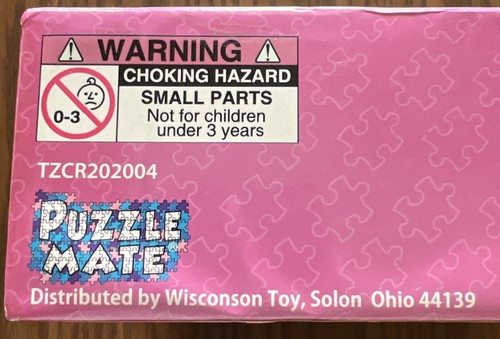 WARNING
CHOKING HAZARD
SMALL PARTS
Not for children
under 3 years
0-3
TZCR202004
PUZZLE
MATE
Distributed by Wisconson Toy, Solon Ohio 44139